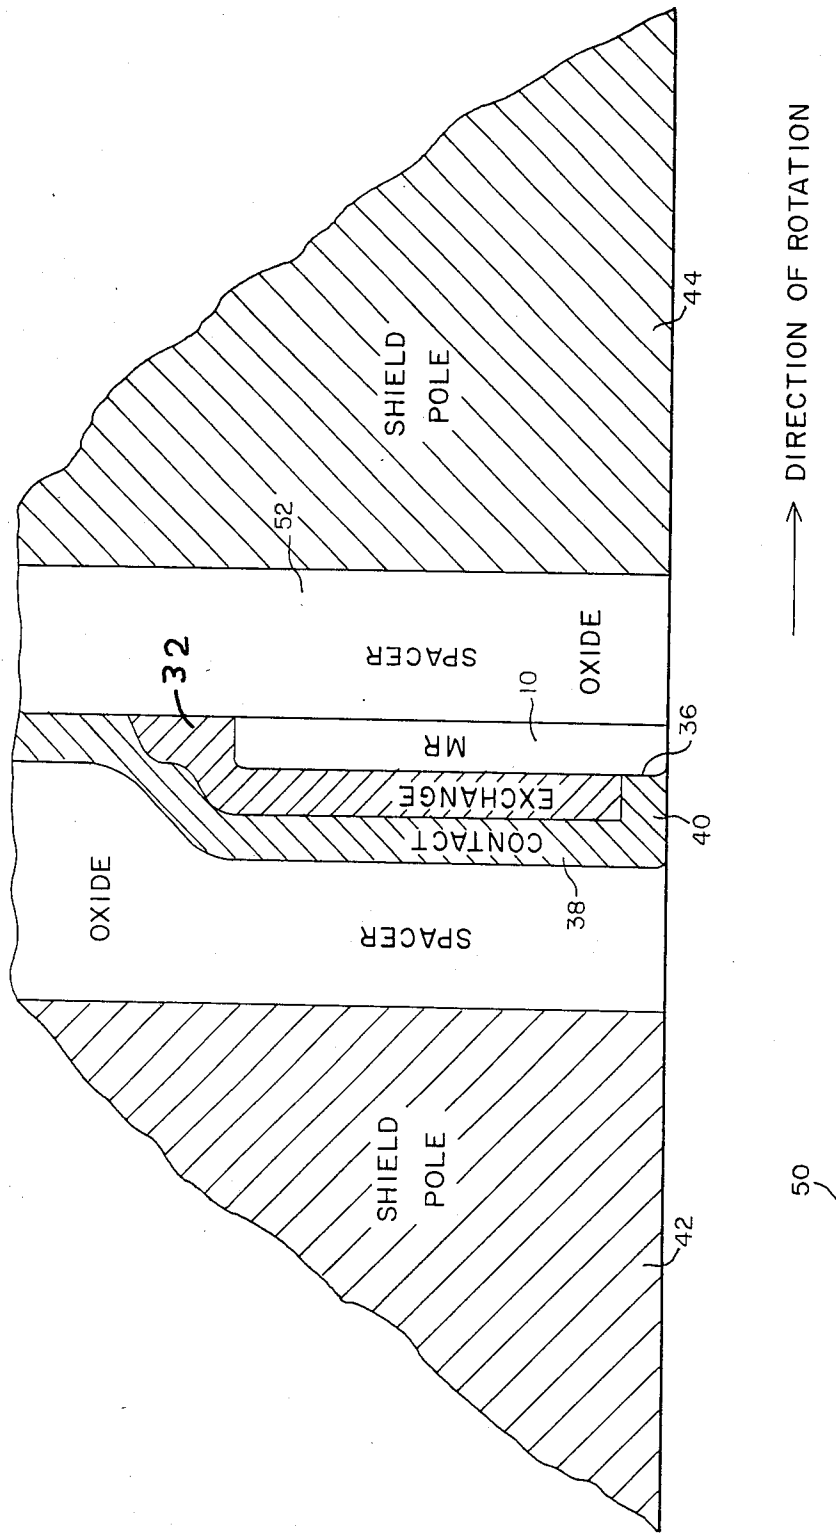 SHIELD
POLE
44
52
SPACER
OXIDE
32
10
MR
36
EXCHANGE
CONTACT
40
38
OXIDE
SPACER
SHIELD
POLE
42
DIRECTION OF ROTATION
50